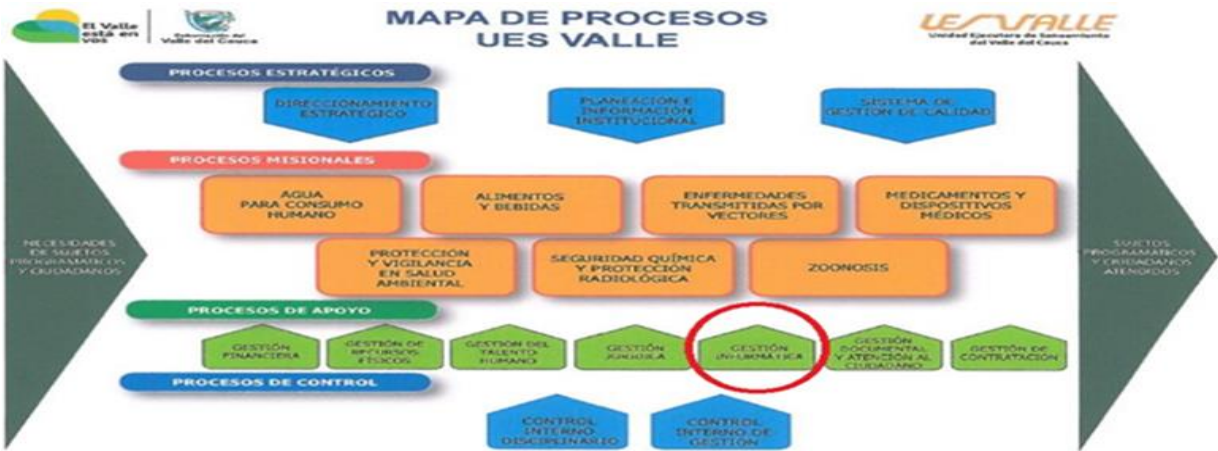 El Valle
está en
vos
Gobernación del
Valle del Cauca
MAPA DE PROCESOS
UES VALLE
UESVALLE
Unidad Ejecutora de Saneamiento
del Valle del Cauca
PROCESOS ESTRATÉGICOS
DIRECCIONAMIENTO
ESTRATÉGICO
PLANEACIÓN E
INFORMACIÓN
INSTITUCIONAL
SISTEMA DE
GESTIÓN DE CALIDAD
PROCESOS MISIONALES
AGUA
PARA CONSUMO
HUMANO
ALIMENTOS
Y BEBIDAS
ENFERMEDADES
TRANSMITIDAS POR
VECTORES
MEDICAMENTOS Y
DISPOSITIVOS
MÉDICOS
NECESIDADES
DE SUJETOS
PROGRAMÁTICOS
Y CIUDADANOS
PROTECCIÓN
Y VIGILANCIA
EN SALUD
AMBIENTAL
SEGURIDAD QUÍMICA
Y PROTECCIÓN
RADIOLÓGICA
ZOONOSIS
SUJETOS
PROGRAMÁTICOS
Y CIUDADANOS
ATENDIDOS
PROCESOS DE APOYO
GESTIÓN
FINANCIERA
GESTIÓN DE
RECURSOS
FÍSICOS
GESTIÓN DEL
TALENTO
HUMANO
GESTIÓN
JURÍDICA
GESTIÓN
INFORMÁTICA
GESTIÓN
DOCUMENTAL
Y ATENCIÓN AL
CIUDADANO
GESTIÓN DE
CONTRATACIÓN
PROCESOS DE CONTROL
CONTROL
INTERNO
DISCIPLINARIO
CONTROL
INTERNO DE
GESTIÓN